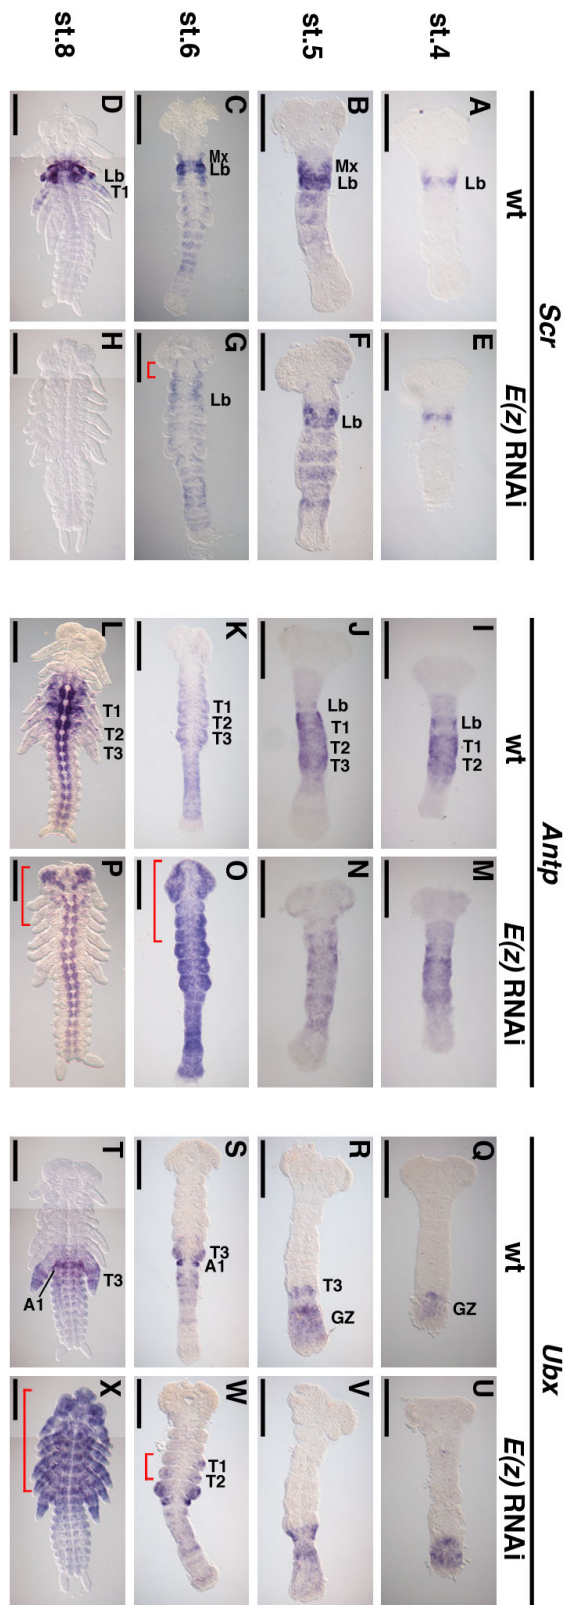 Scr
wt
E(z) RNAi
st.4
A
Lb
E
st.5
B
Mx
Lb
F
Lb
st.6
C
Mx
Lb
G
Lb
st.8
D
Lb
T1
H
Antp
wt
E(z) RNAi
I
Lb
T1
T2
M
J
Lb
T1
T2
T3
N
K
T1
T2
T3
O
L
T1
T2
T3
P
Ubx
wt
E(z) RNAi
Q
GZ
U
R
T3
GZ
V
S
T3
A1
W
T1
T2
T
T3
A1
X